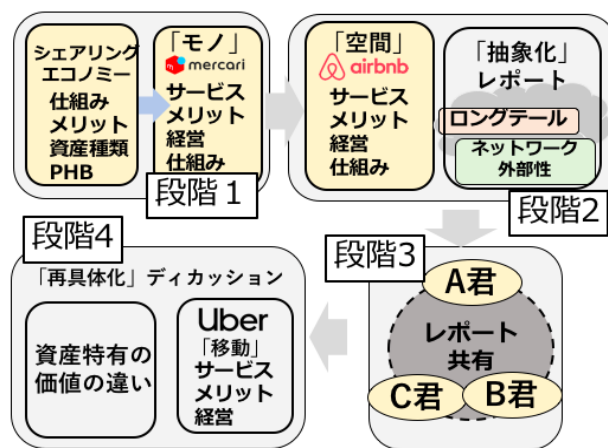 シェアリング
エコノミー
仕組み
メリット
資産種類
PHB
「モノ」
mercari
サービス
メリット
経営
仕組み
段階1
「空間」
airbnb
サービス
メリット
経営
仕組み
「抽象化」
レポート
ロングテール
ネットワーク
外部性
段階2
段階3
A君
レポート
共有
C君
B君
段階4
「再具体化」ディカッション
資産特有の
価値の違い
Uber
「移動」
サービス
メリット
経営